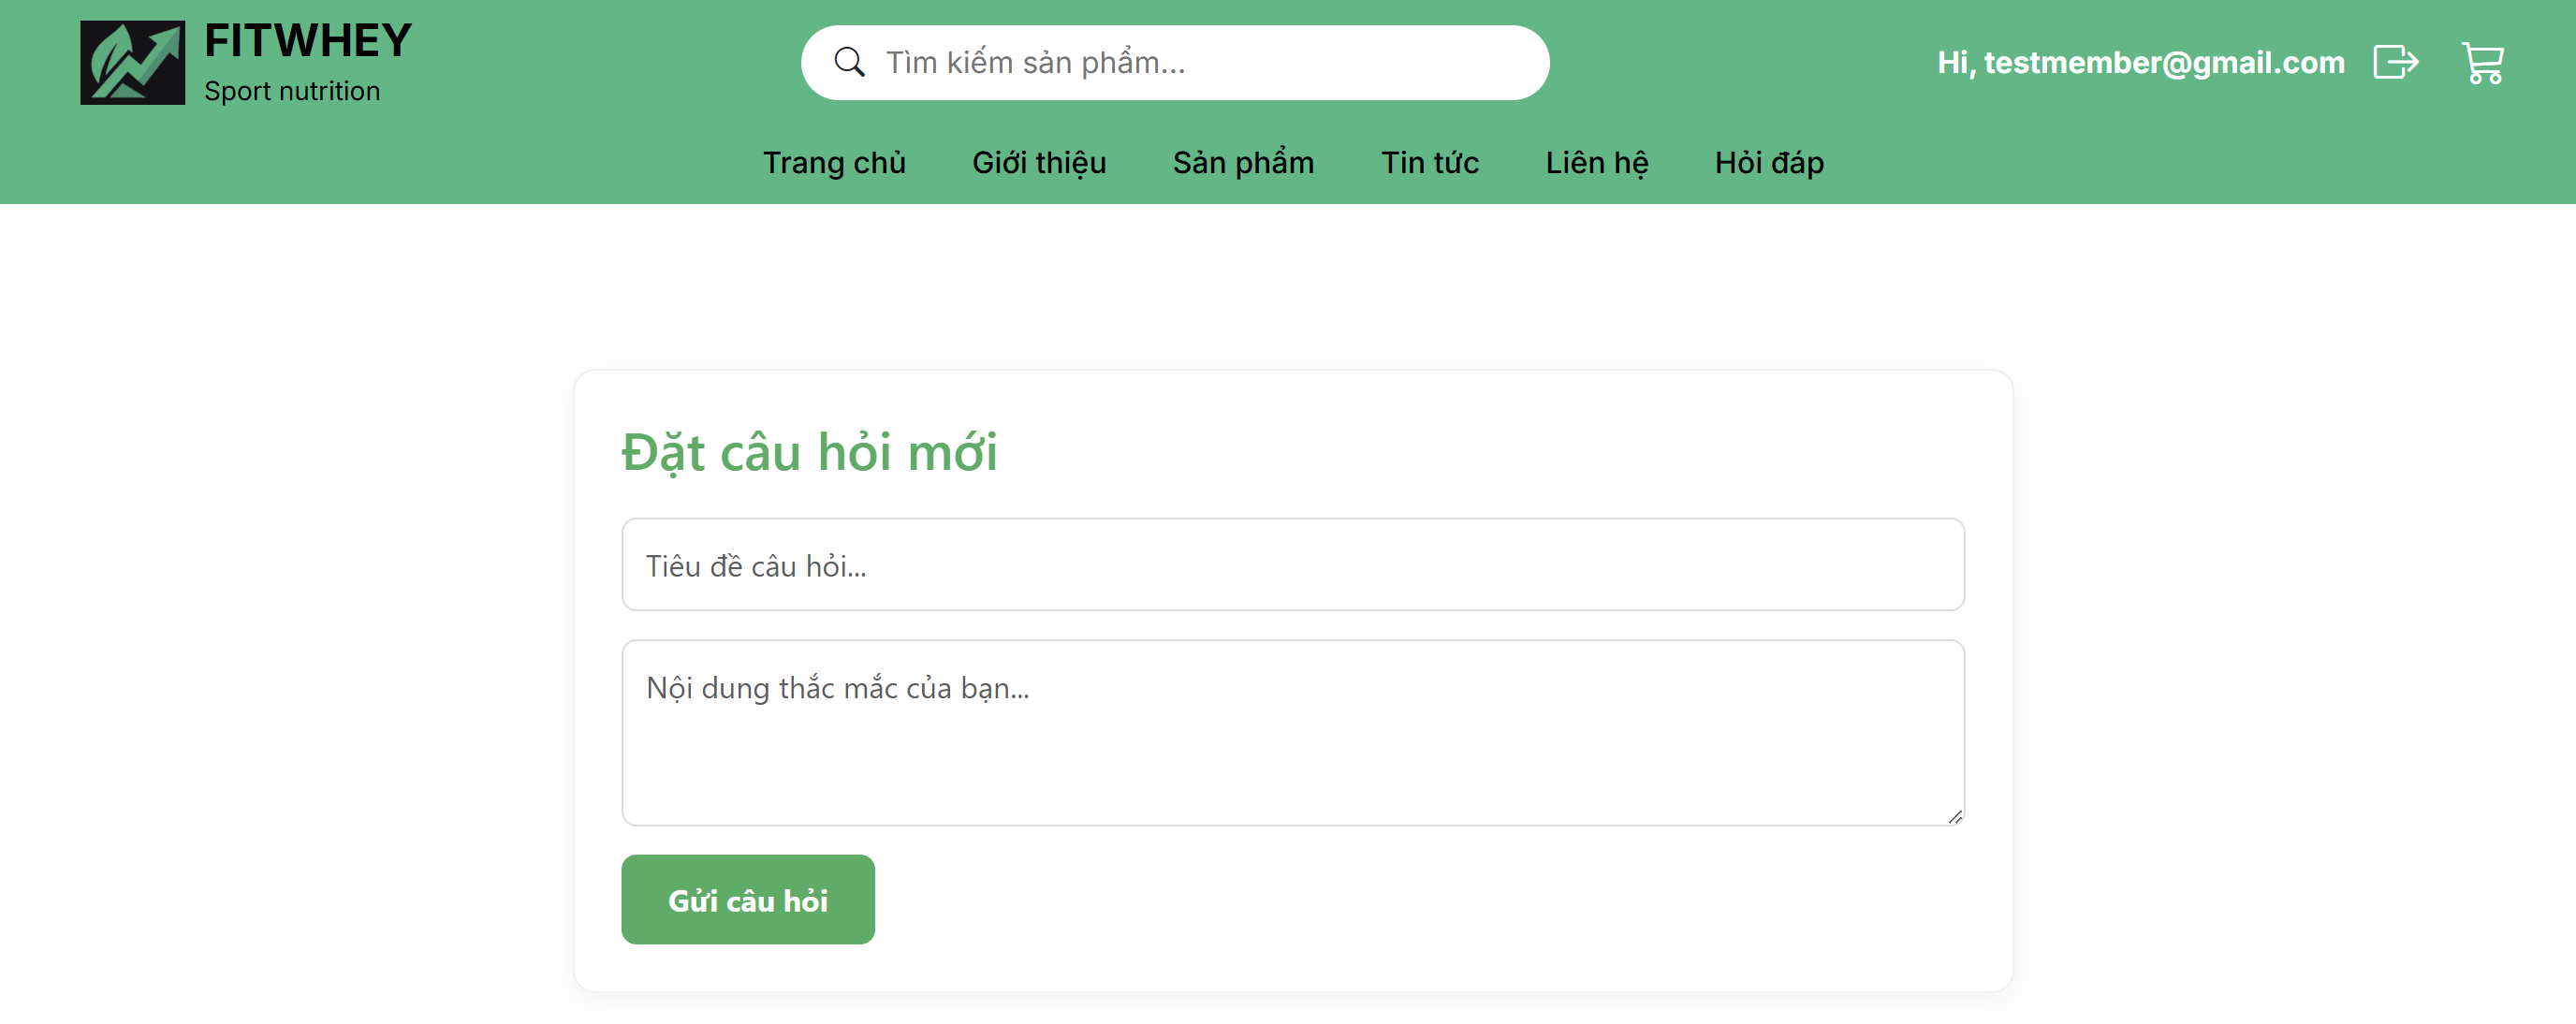 FITWHEY
Sport nutrition
Tìm kiếm sản phẩm...
Hi, testmember@gmail.com
Trang chủ Giới thiệu Sản phẩm Tin tức Liên hệ Hỏi đáp
Đặt câu hỏi mới
Tiêu đề câu hỏi...
Nội dung thắc mắc của bạn...
Gửi câu hỏi